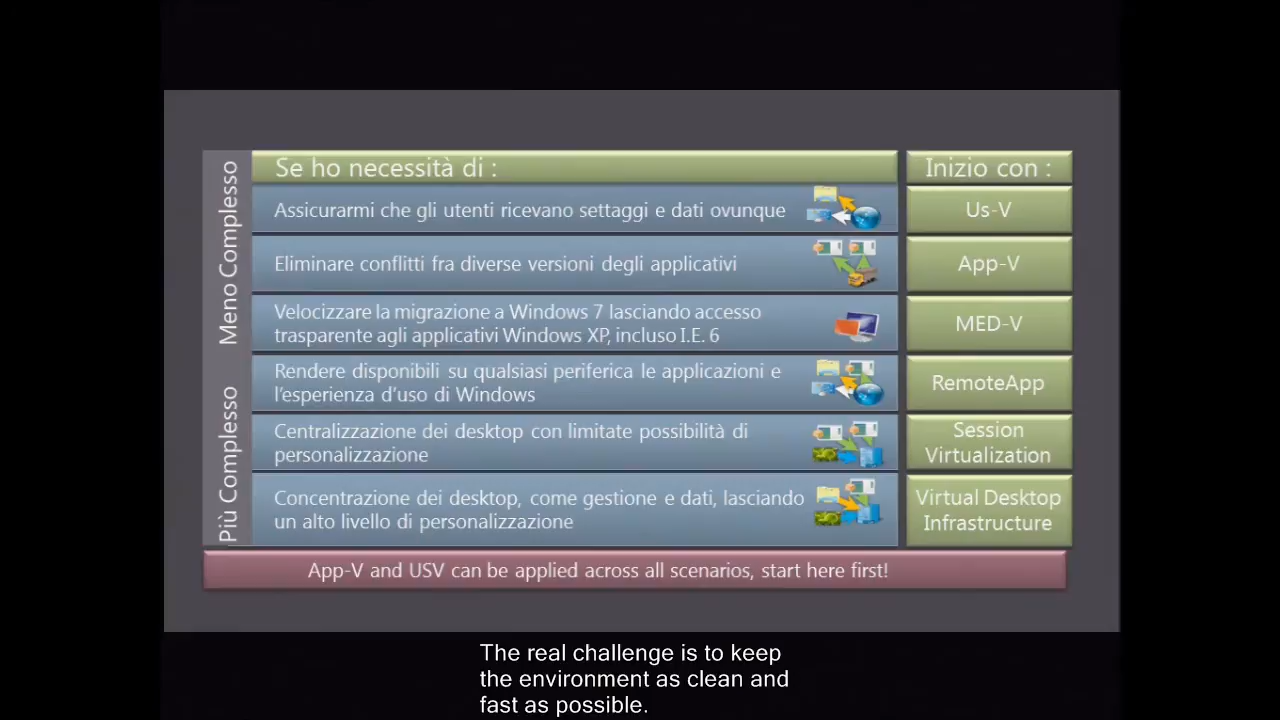 Meno Complesso
Più Complesso
Se ho necessità di :
Inizio con :
Assicurarmi che gli utenti ricevano settaggi e dati ovunque
Us-V
Eliminare conflitti fra diverse versioni degli applicativi
App-V
Velocizzare la migrazione a Windows 7 lasciando accesso
trasparente agli applicativi Windows XP, incluso I.E. 6
MED-V
Rendere disponibili su qualsiasi periferica le applicazioni e
l'esperienza d'uso di Windows
RemoteApp
Centralizzazione dei desktop con limitate possibilità di
personalizzazione
Session
Virtualization
Concentrazione dei desktop, come gestione e dati, lasciando
un alto livello di personalizzazione
Virtual Desktop
Infrastructure
App-V and USV can be applied across all scenarios, start here first!
The real challenge is to keep
the environment as clean and
fast as possible.